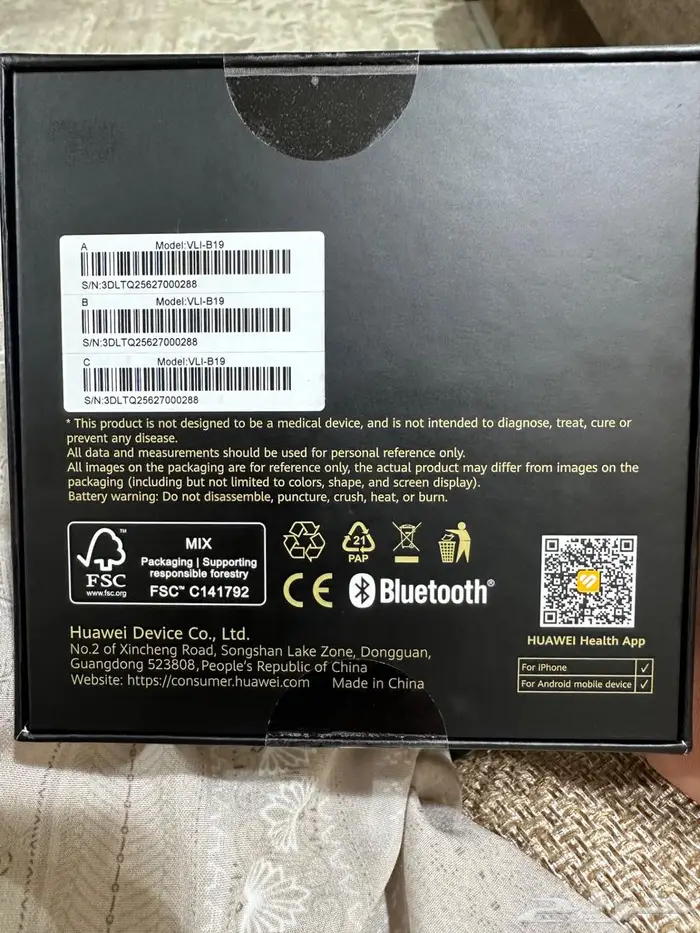 A Model:VLI-B19
S/N:3DLTQ25627000288
B Model:VLI-B19
S/N:3DLTQ25627000288
C Model:VLI-B19
S/N:3DLTQ25627000288
* This product is not designed to be a medical device, and is not intended to diagnose, treat, cure or
prevent any disease.
All data and measurements should be used for personal reference only.
All images on the packaging are for reference only, the actual product may differ from images on the
packaging (including but not limited to colors, shape, and screen display).
Battery warning: Do not disassemble, puncture, crush, heat, or burn.
FSC
www.fsc.org
MIX
Packaging | Supporting
responsible forestry
FSC™ C141792
21
PAP
CE
Bluetooth®
HUAWEI Health App
For iPhone ✓
For Android mobile device ✓
Huawei Device Co., Ltd.
No.2 of Xincheng Road, Songshan Lake Zone, Dongguan,
Guangdong 523808, People's Republic of China
Website: https://consumer.huawei.com Made in China